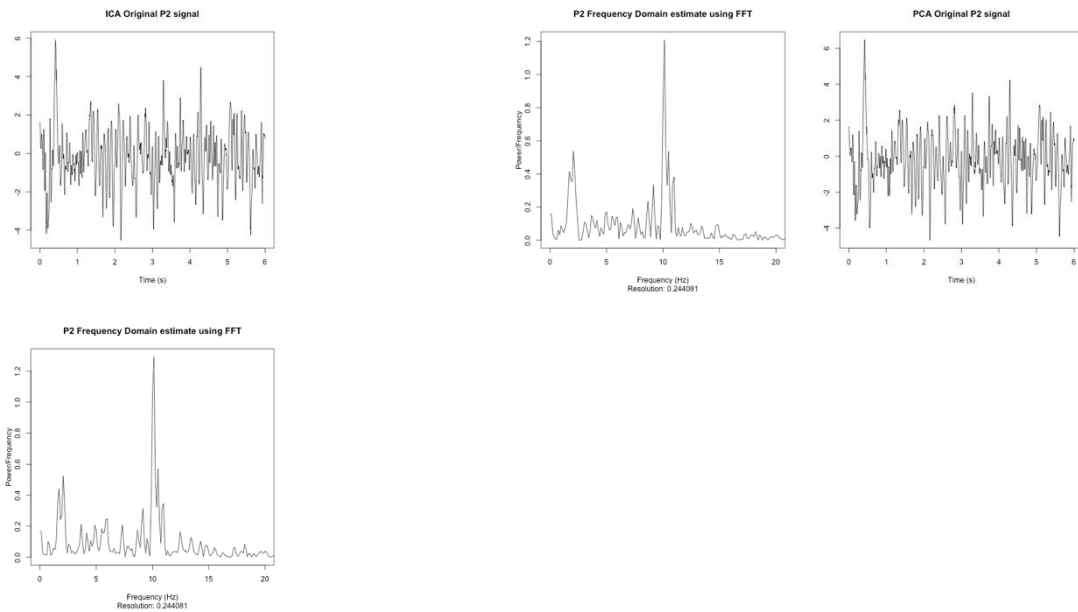 ICA Original P2 signal
6
4
2
0
-2
-4
0 1 2 3 4 5 6
Time (s)
P2 Frequency Domain estimate using FFT
Power/Frequency
1.2
1.0
0.8
0.6
0.4
0.2
0.0
0 5 10 15 20
Frequency (Hz)
Resolution: 0.244081
PCA Original P2 signal
6
4
2
0
-2
-4
0 1 2 3 4 5 6
Time (s)
P2 Frequency Domain estimate using FFT
Power/Frequency
1.2
1.0
0.8
0.6
0.4
0.2
0.0
0 5 10 15 20
Frequency (Hz)
Resolution: 0.244081